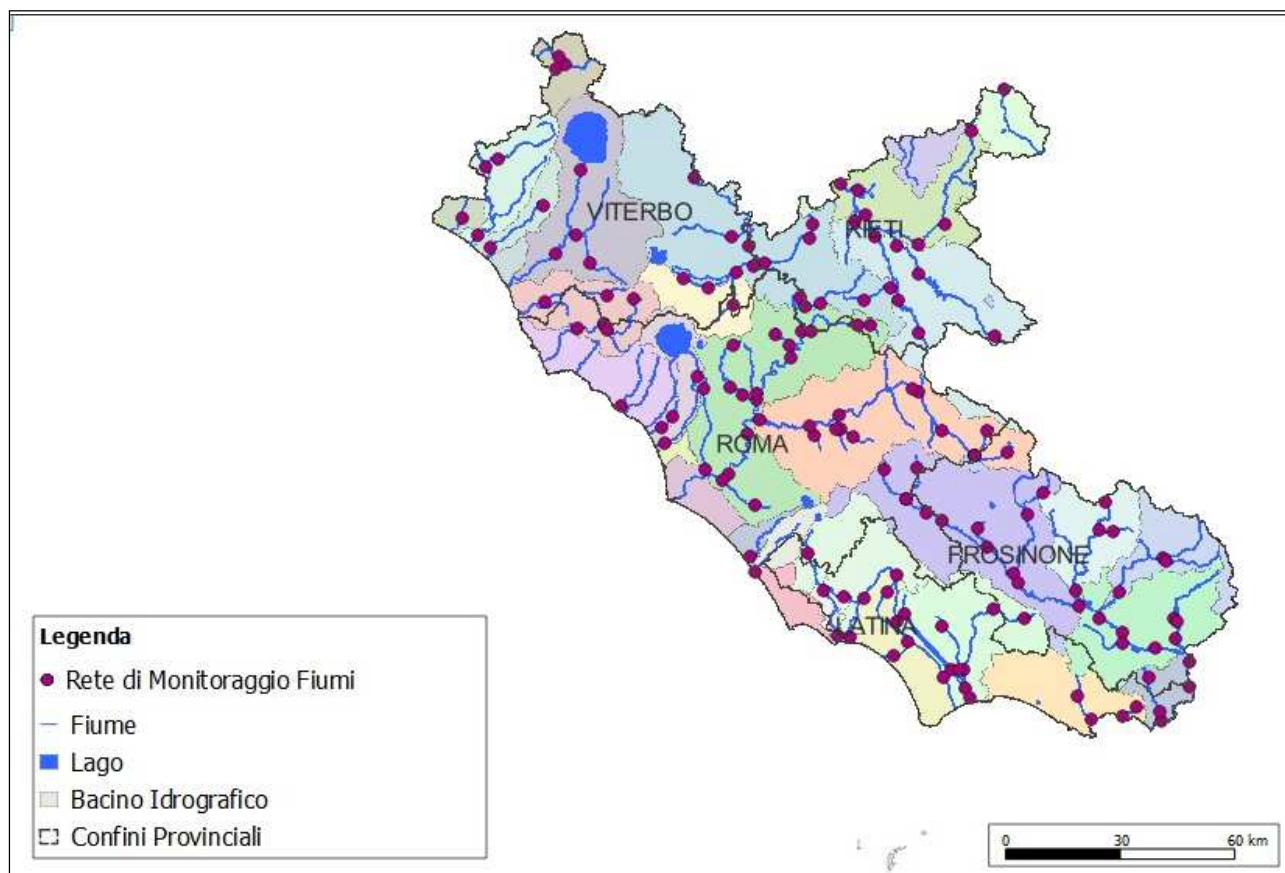 VITERBO
RIETI
ROMA
FROSINONE
LATINA
Legenda
Rete di Monitoraggio Fiumi
Fiume
Lago
Bacino Idrografico
Confini Provinciali
0 30 60 km